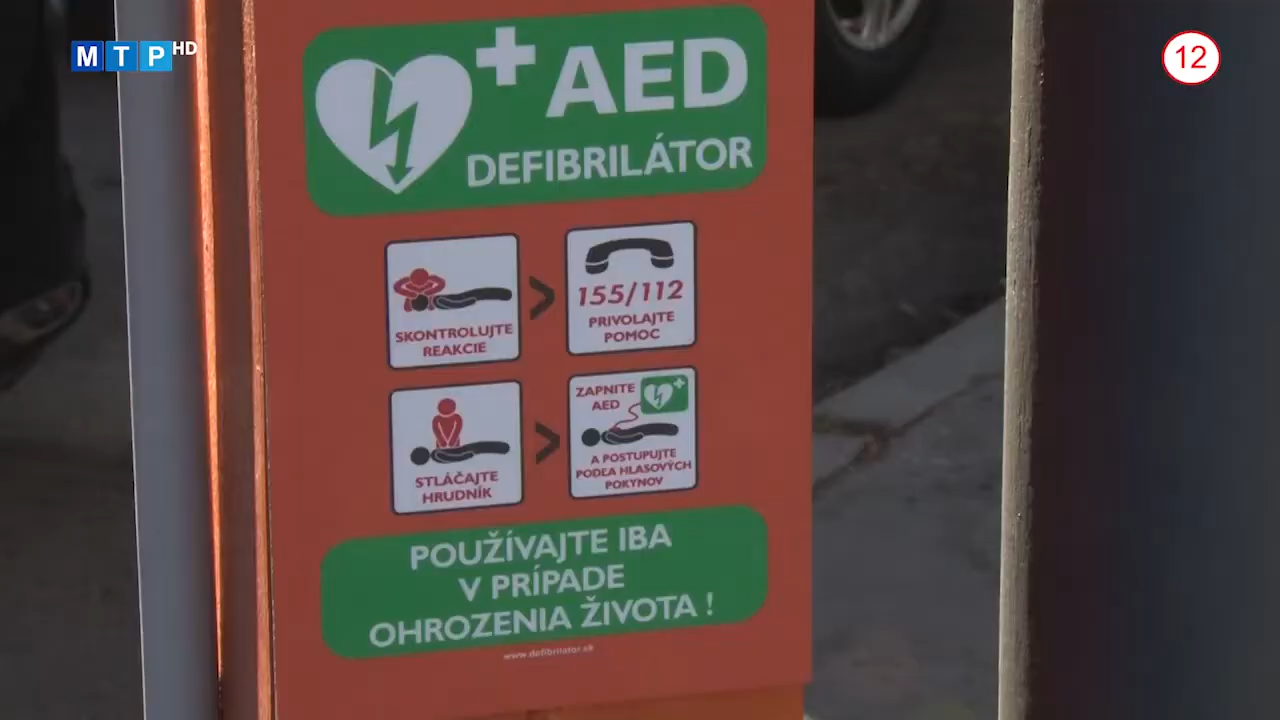 MTP HD
12
AED
DEFIBRILÁTOR
SKONTROLUJTE
REAKCIE
155/112
PRIVOLAJTE
POMOC
STLÁČAJTE
HRUDNÍK
ZAPNITE
AED
A POSTUPUJTE
PODĽA HLASOVÝCH
POKYNOV
POUŽÍVAJTE IBA
V PRÍPADE
OHROZENIA ŽIVOTA !
www.defibrilator.sk